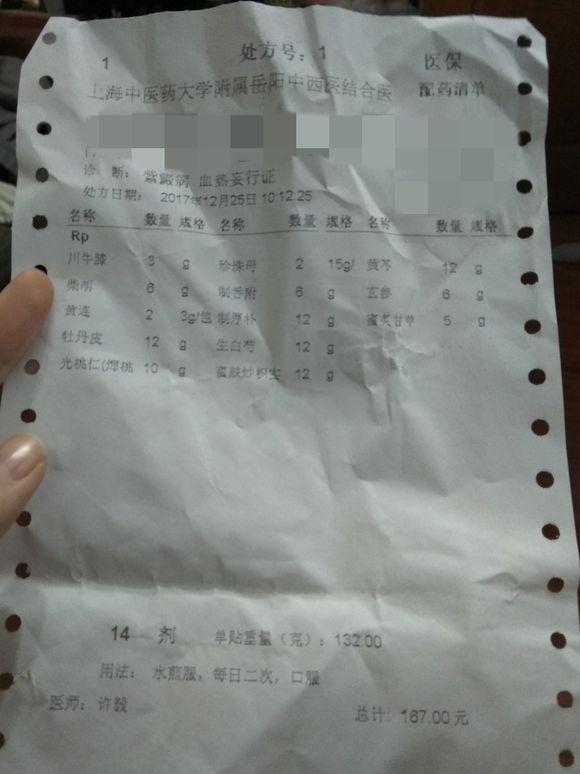 1 处方号：1 医保
上海中医药大学附属岳阳中西医结合医 配药清单
诊 断： 紫癜病 血热妄行证
处方日期： 2017年12月25日 10:12:25
名称 数量 规格 名称 数量 规格 名称 数量 规格
Rp
川牛膝 3 g 珍珠母 2 15g/ 黄芩 12 g
柴胡 6 g 制香附 6 g 玄参 6 g
黄连 2 3g/包 制厚朴 12 g 蜜炙甘草 5 g
牡丹皮 12 g 生白芍 12 g
光桃仁(燀桃 10 g 蜜麸炒枳实 12 g
14 剂 单贴重量（克）：132.00
用法： 水煎服，每日二次，口服
医师： 许毅
总计: 167.00 元